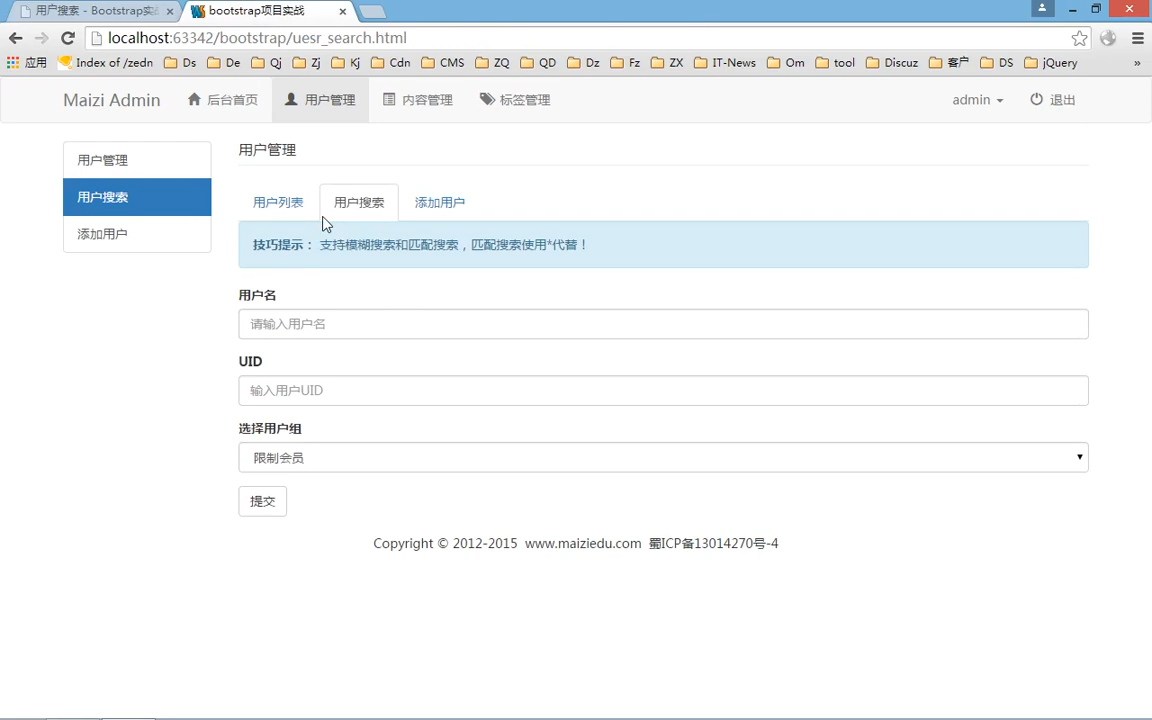 用户搜索 - Bootstrap实
bootstrap项目实战
localhost:63342/bootstrap/uesr_search.html
应用 Index of /zedn Ds De Qj Zj Kj Cdn CMS ZQ QD Dz Fz ZX IT-News Om tool Discuz 客户 DS jQuery »
Maizi Admin 后台首页 用户管理 内容管理 标签管理 admin 退出
用户管理
用户搜索
添加用户
用户管理
用户列表 用户搜索 添加用户
技巧提示： 支持模糊搜索和匹配搜索，匹配搜索使用*代替！
用户名
请输入用户名
UID
输入用户UID
选择用户组
限制会员
提交
Copyright © 2012-2015 www.maiziedu.com 蜀ICP备13014270号-4